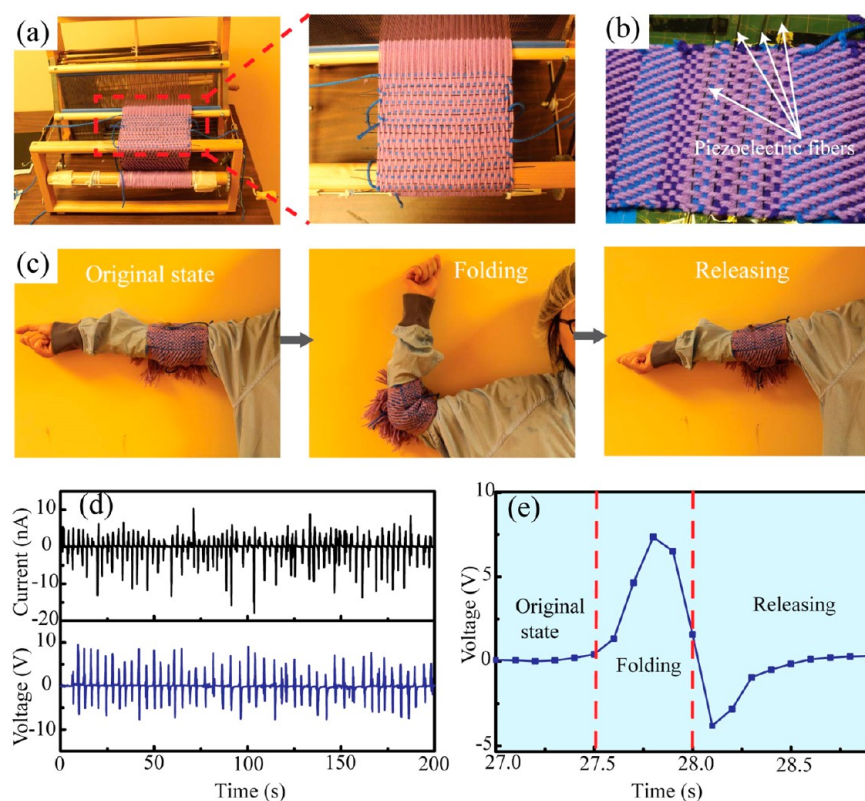 (a)
(b)
Piezoelectric fibers
(c)
Original state
Folding
Releasing
(d)
10
0
-10
-20
Current (nA)
10
0
-10
Voltage (V)
0
50
100
150
200
Time (s)
(e)
10
5
0
-5
Voltage (V)
Original
state
Folding
Releasing
27.0
27.5
28.0
28.5
Time (s)